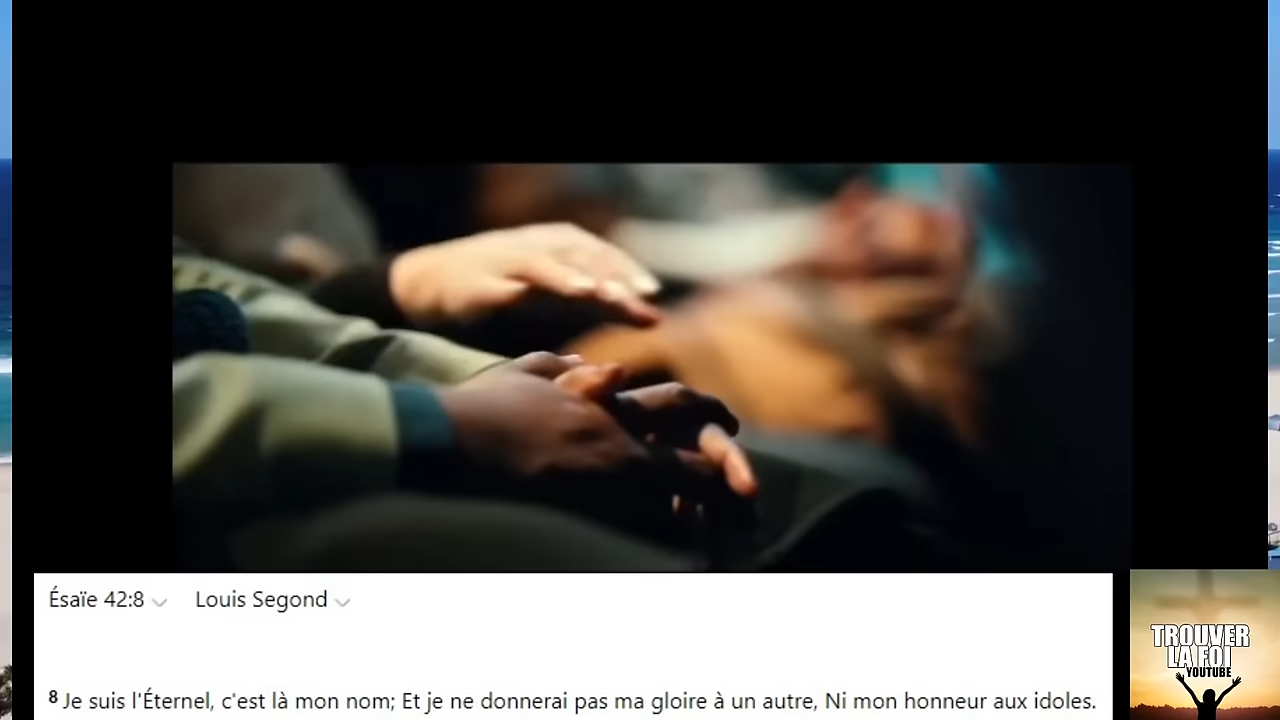 Ésaïe 42:8 Louis Segond
8 Je suis l'Éternel, c'est là mon nom; Et je ne donnerai pas ma gloire à un autre, Ni mon honneur aux idoles.
TROUVER
LA FOI
YOUTUBE